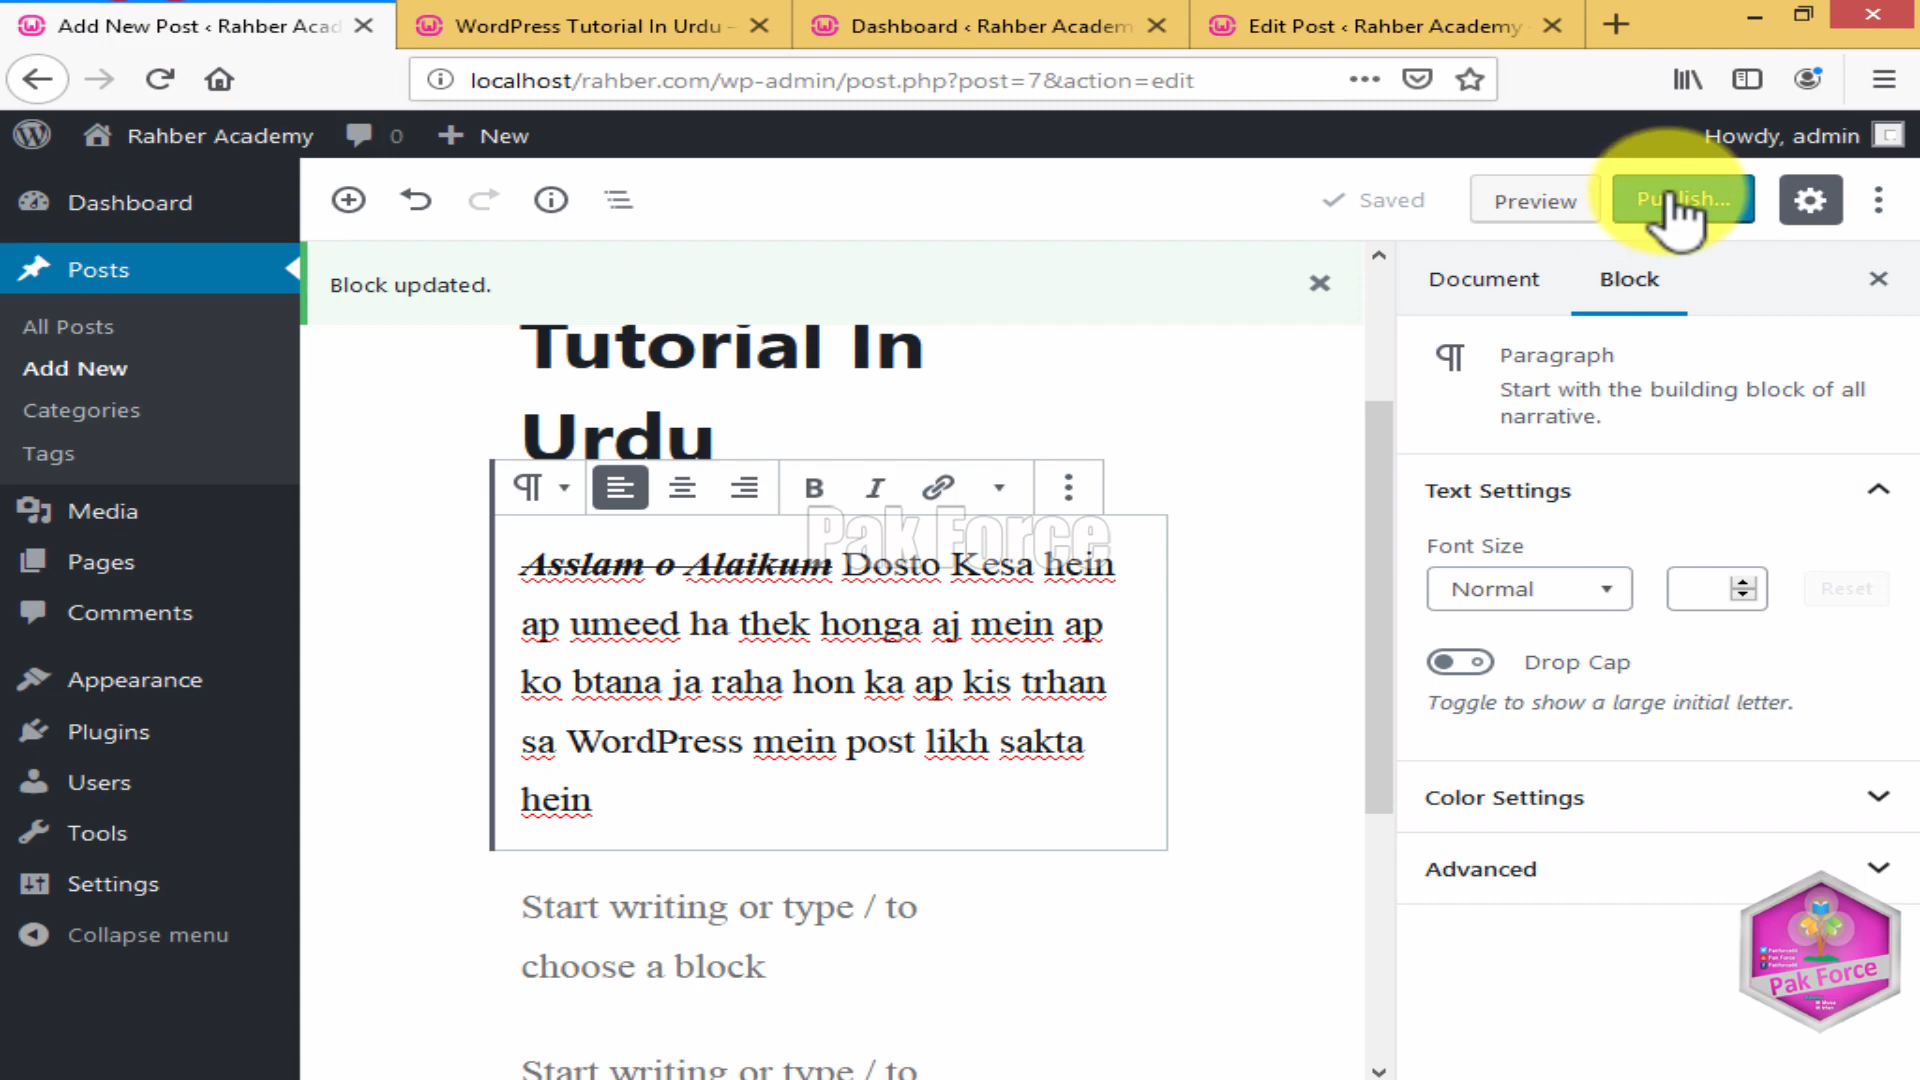 Add New Post ‹ Rahber Acad
WordPress Tutorial In Urdu –
Dashboard ‹ Rahber Academ
Edit Post ‹ Rahber Academy
localhost/rahber.com/wp-admin/post.php?post=7&action=edit
Rahber Academy
0
New
Howdy, admin
Dashboard
Posts
All Posts
Add New
Categories
Tags
Media
Pages
Comments
Appearance
Plugins
Users
Tools
Settings
Collapse menu
Saved
Preview
Publish...
Block updated.
Tutorial In
Urdu
B I
Pak Force
Asslam o Alaikum Dosto Kesa hein
ap umeed ha thek honga aj mein ap
ko btana ja raha hon ka ap kis trhan
sa WordPress mein post likh sakta
hein
Start writing or type / to
choose a block
Start writing or type / to
Document
Block
Paragraph
Start with the building block of all
narrative.
Text Settings
Font Size
Normal
Reset
Drop Cap
Toggle to show a large initial letter.
Color Settings
Advanced
Pak Force